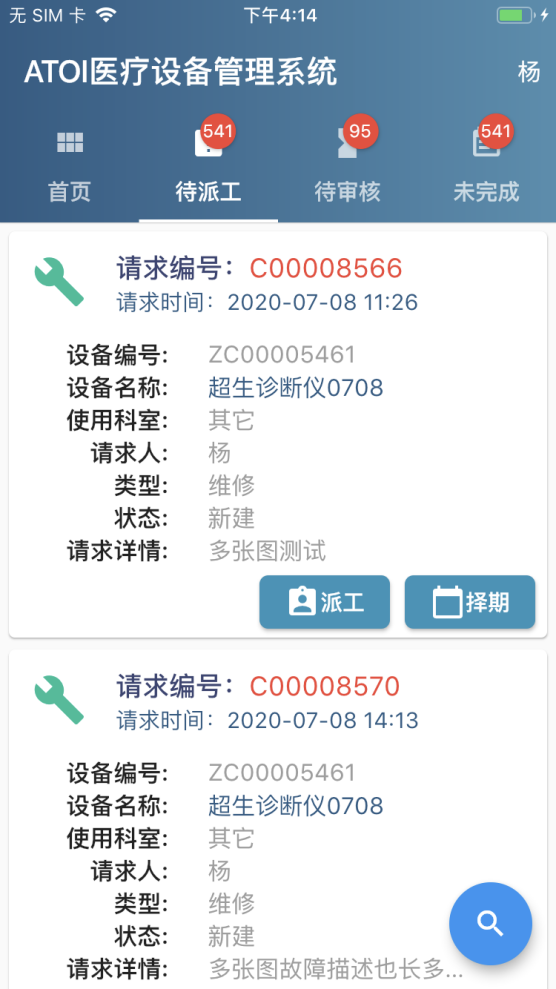 无 SIM 卡 下午4:14
ATOI医疗设备管理系统 杨
541 95 541
首页 待派工 待审核 未完成
请求编号： C00008566
请求时间： 2020-07-08 11:26
设备编号: ZC00005461
设备名称: 超生诊断仪0708
使用科室: 其它
请求人: 杨
类型: 维修
状态: 新建
请求详情: 多张图测试
派工 择期
请求编号： C00008570
请求时间： 2020-07-08 14:13
设备编号: ZC00005461
设备名称: 超生诊断仪0708
使用科室: 其它
请求人: 杨
类型: 维修
状态: 新建
请求详情: 多张图故障描述也长多...